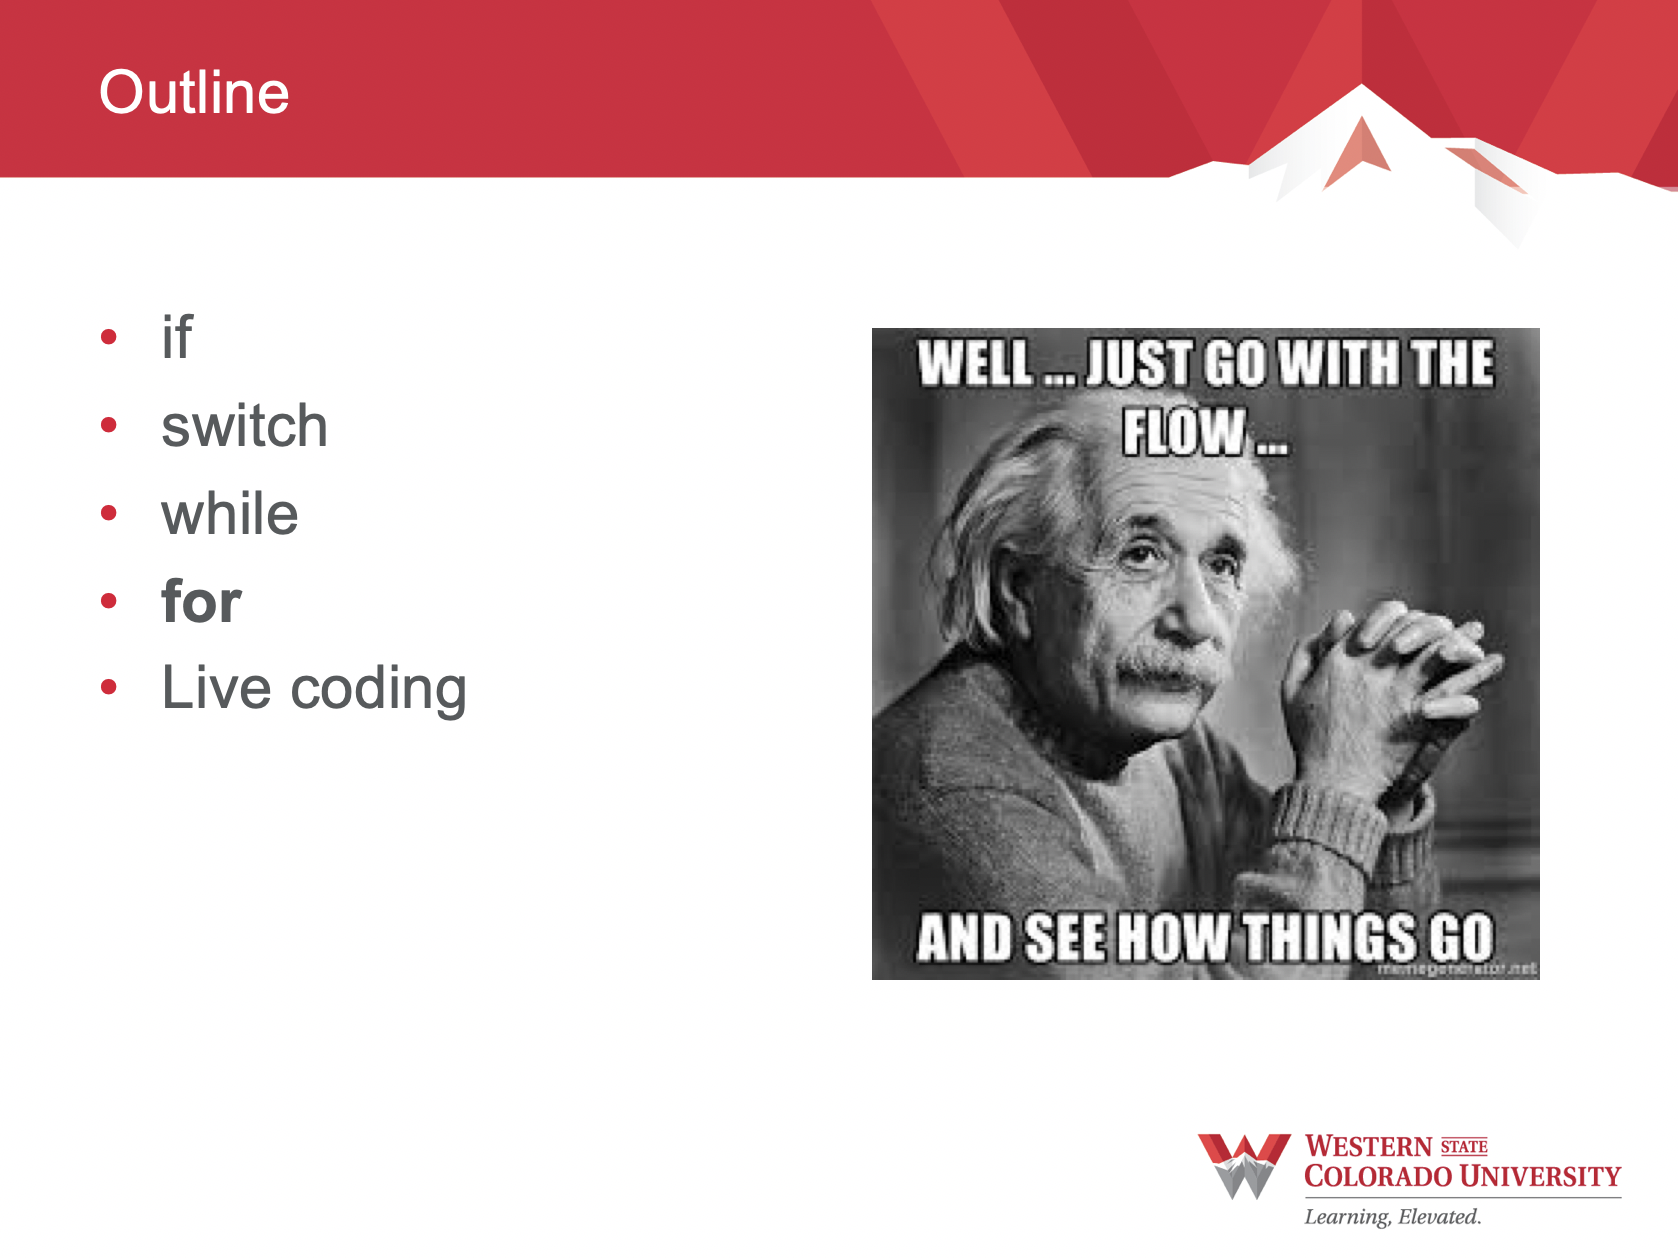 Outline
if
switch
while
for
Live coding
WELL ... JUST GO WITH THE
FLOW ...
AND SEE HOW THINGS GO
memegenerator.net
WESTERN STATE
COLORADO UNIVERSITY
Learning, Elevated.